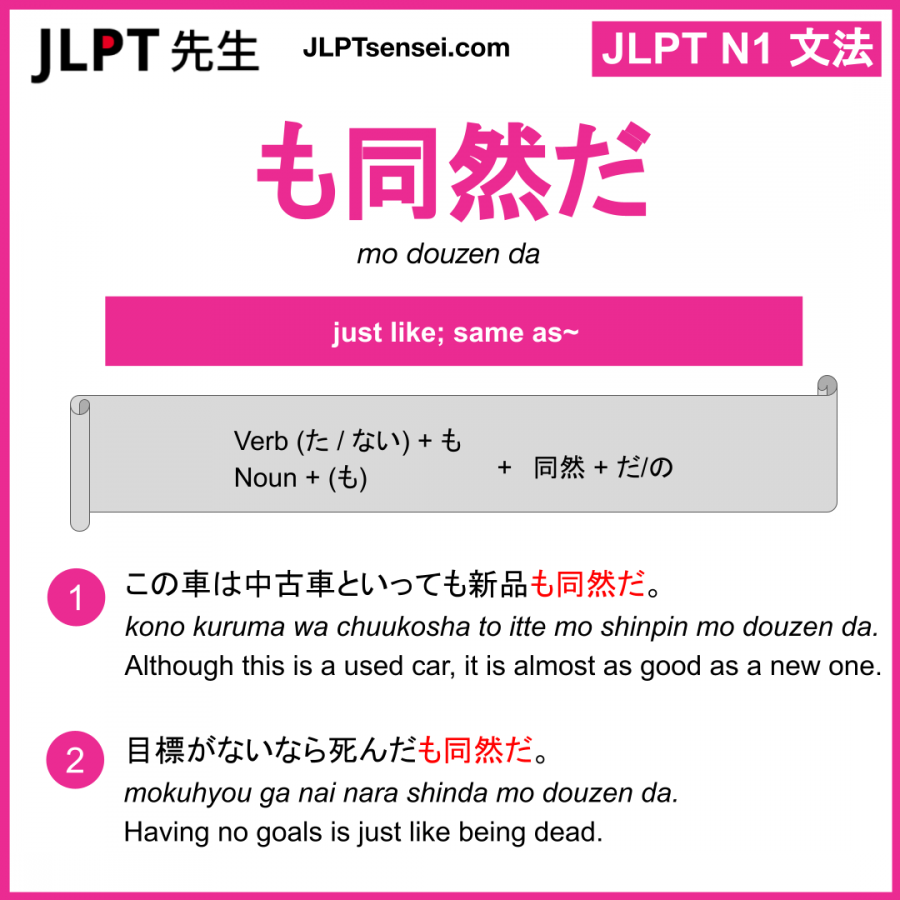 JLPT 先生
JLPTsensei.com
JLPT N1 文法
も同然だ
mo douzen da
just like; same as~
Verb (た / ない) + も
Noun + (も)
+ 同然 + だ/の
1
この車は中古車といっても新品も同然だ。
kono kuruma wa chuukosha to itte mo shinpin mo douzen da.
Although this is a used car, it is almost as good as a new one.
2
目標がないなら死んだも同然だ。
mokuhyou ga nai nara shinda mo douzen da.
Having no goals is just like being dead.